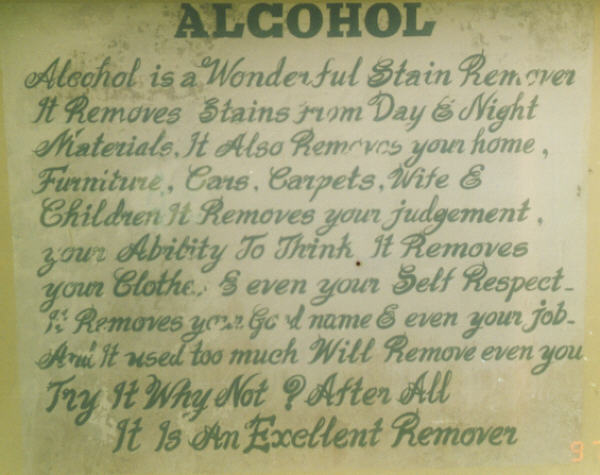 ALCOHOL
Alcohol is a Wonderful Stain Remover
It Removes Stains from Day & Night
Materials, It Also Removes your home,
Furniture, Cars, Carpets, Wife &
Children It Removes your judgement,
your Ability To Think It Removes
your Clothes & even your Self Respect-
It Removes your Good name & even your job-
And It used too much Will Remove even you
Try It Why Not ? After All
It Is An Excellent Remover